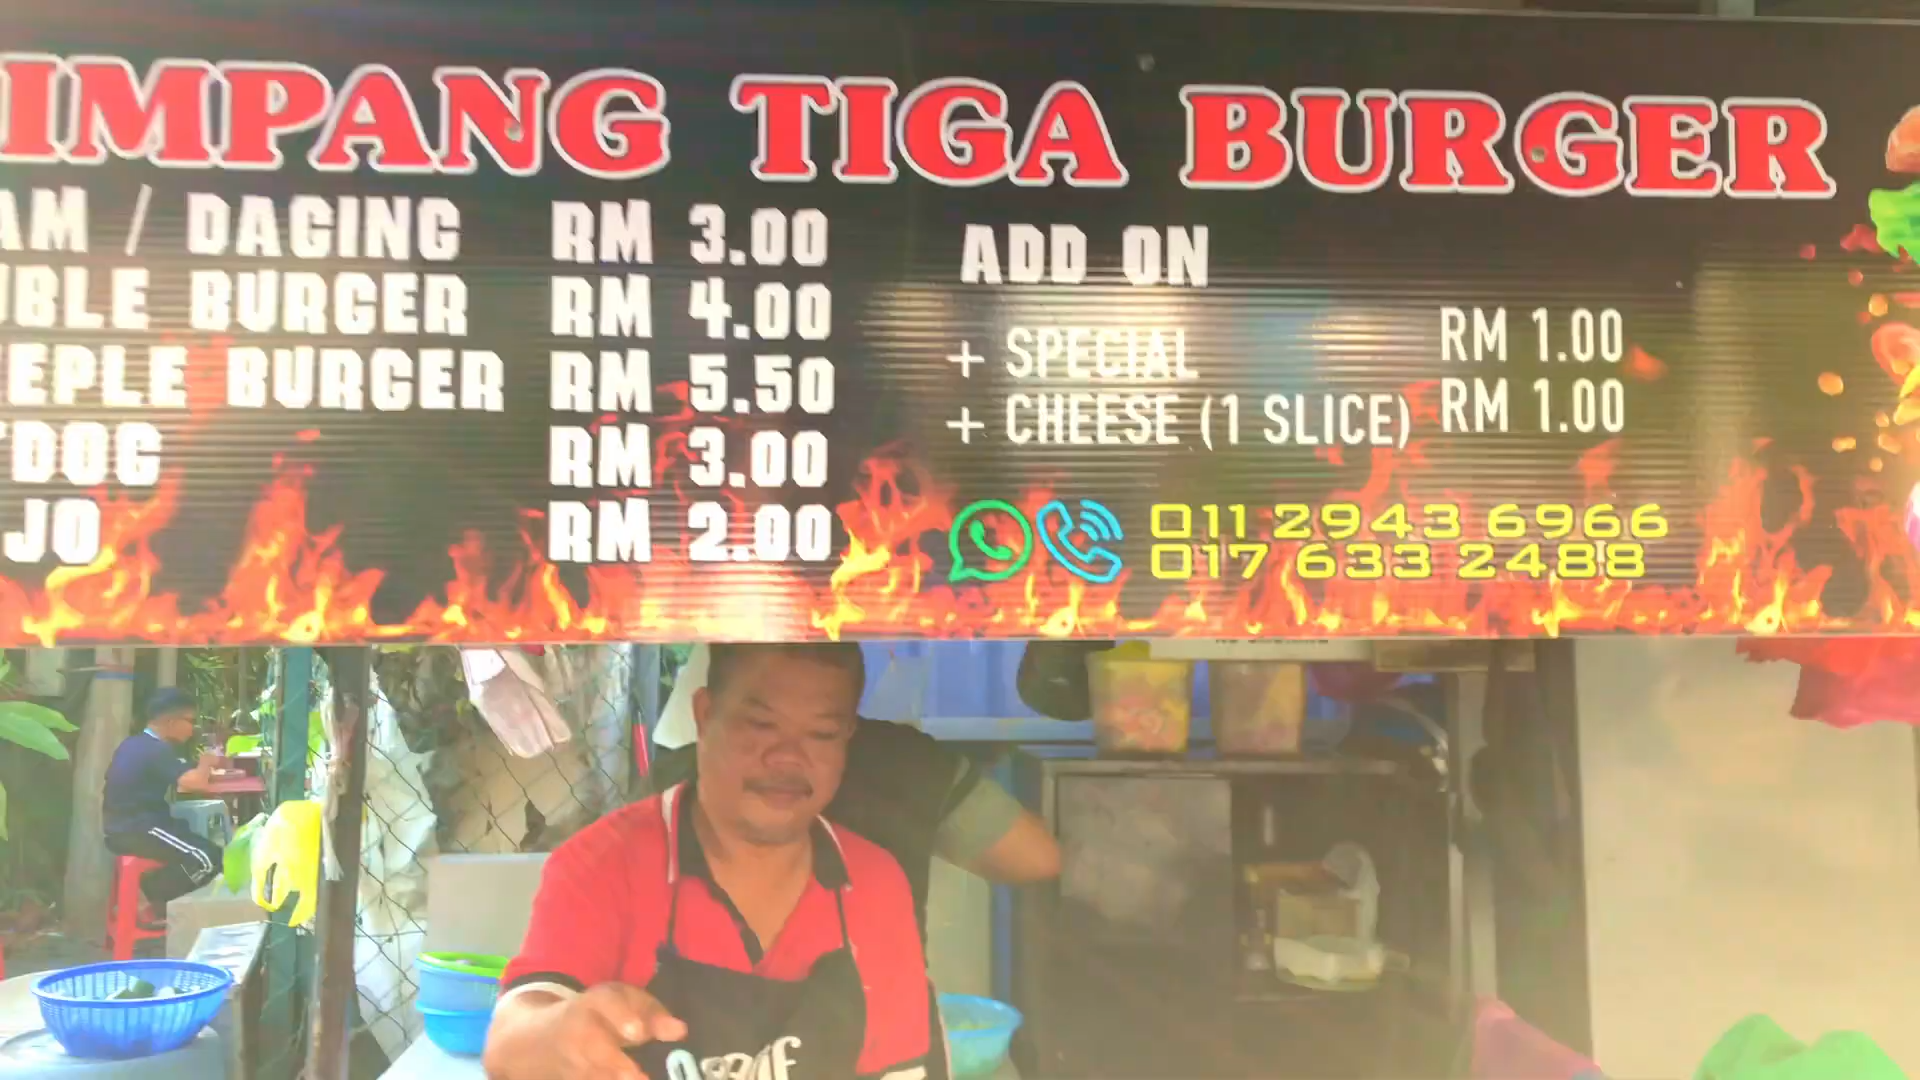 IMPANG TIGA BURGER
AM / DAGING RM 3.00
UBLE BURGER RM 4.00
EPLE BURGER RM 5.50
TDOG RM 3.00
JO RM 2.00
ADD ON
+ SPECIAL RM 1.00
+ CHEESE (1 SLICE) RM 1.00
011 2943 6966
017 633 2488